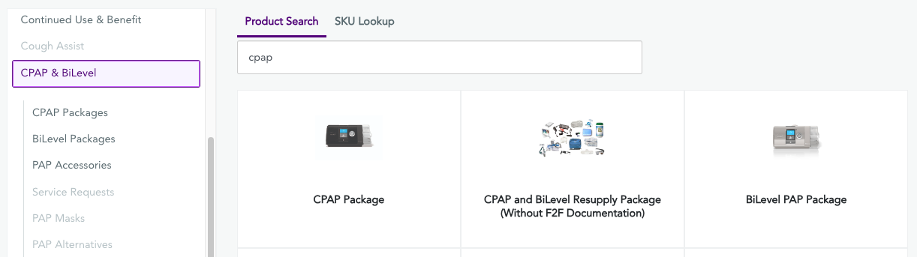 Continued Use & Benefit
Cough Assist
CPAP & BiLevel
CPAP Packages
BiLevel Packages
PAP Accessories
Service Requests
PAP Masks
PAP Alternatives
Product Search
SKU Lookup
cpap
CPAP Package
CPAP and BiLevel Resupply Package
(Without F2F Documentation)
BiLevel PAP Package